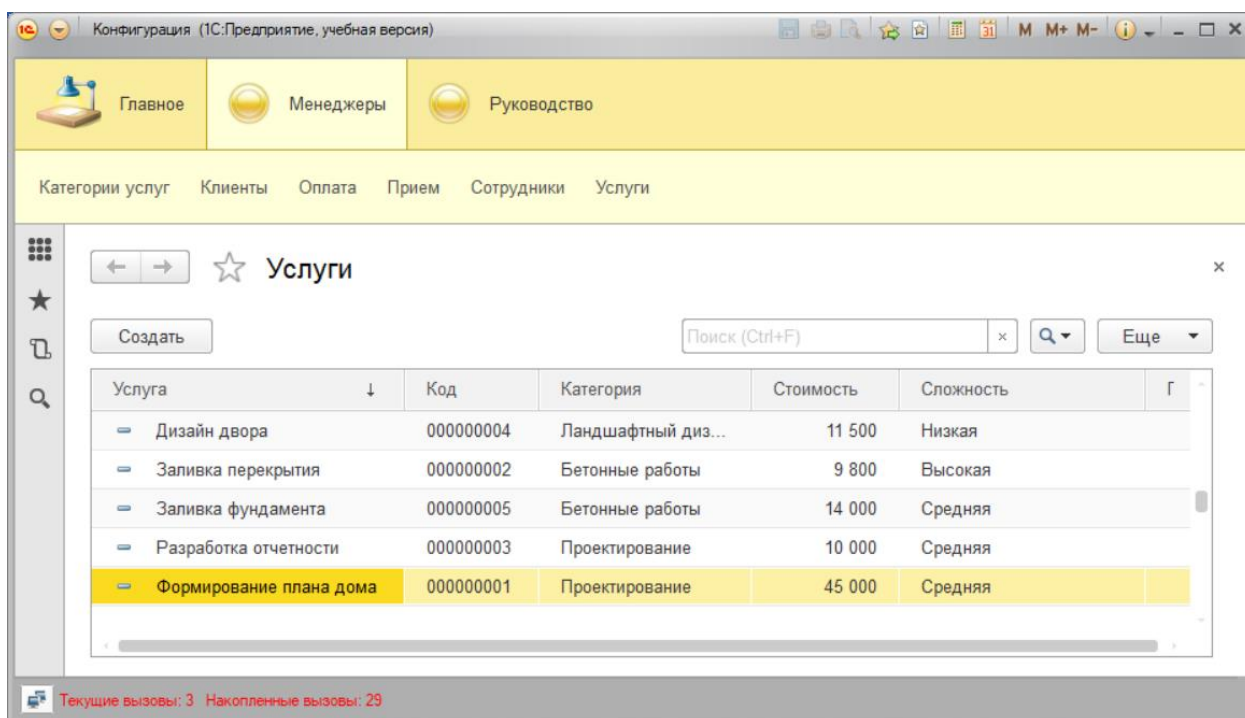 1С Конфигурация (1С:Предприятие, учебная версия) 31 M M+ M-
Главное Менеджеры Руководство
Категории услуг Клиенты Оплата Прием Сотрудники Услуги
Услуги
Создать Поиск (Ctrl+F) Еще
Услуга Код Категория Стоимость Сложность Г
Дизайн двора 000000004 Ландшафтный диз... 11 500 Низкая
Заливка перекрытия 000000002 Бетонные работы 9 800 Высокая
Заливка фундамента 000000005 Бетонные работы 14 000 Средняя
Разработка отчетности 000000003 Проектирование 10 000 Средняя
Формирование плана дома 000000001 Проектирование 45 000 Средняя
Текущие вызовы: 3 Накопленные вызовы: 29